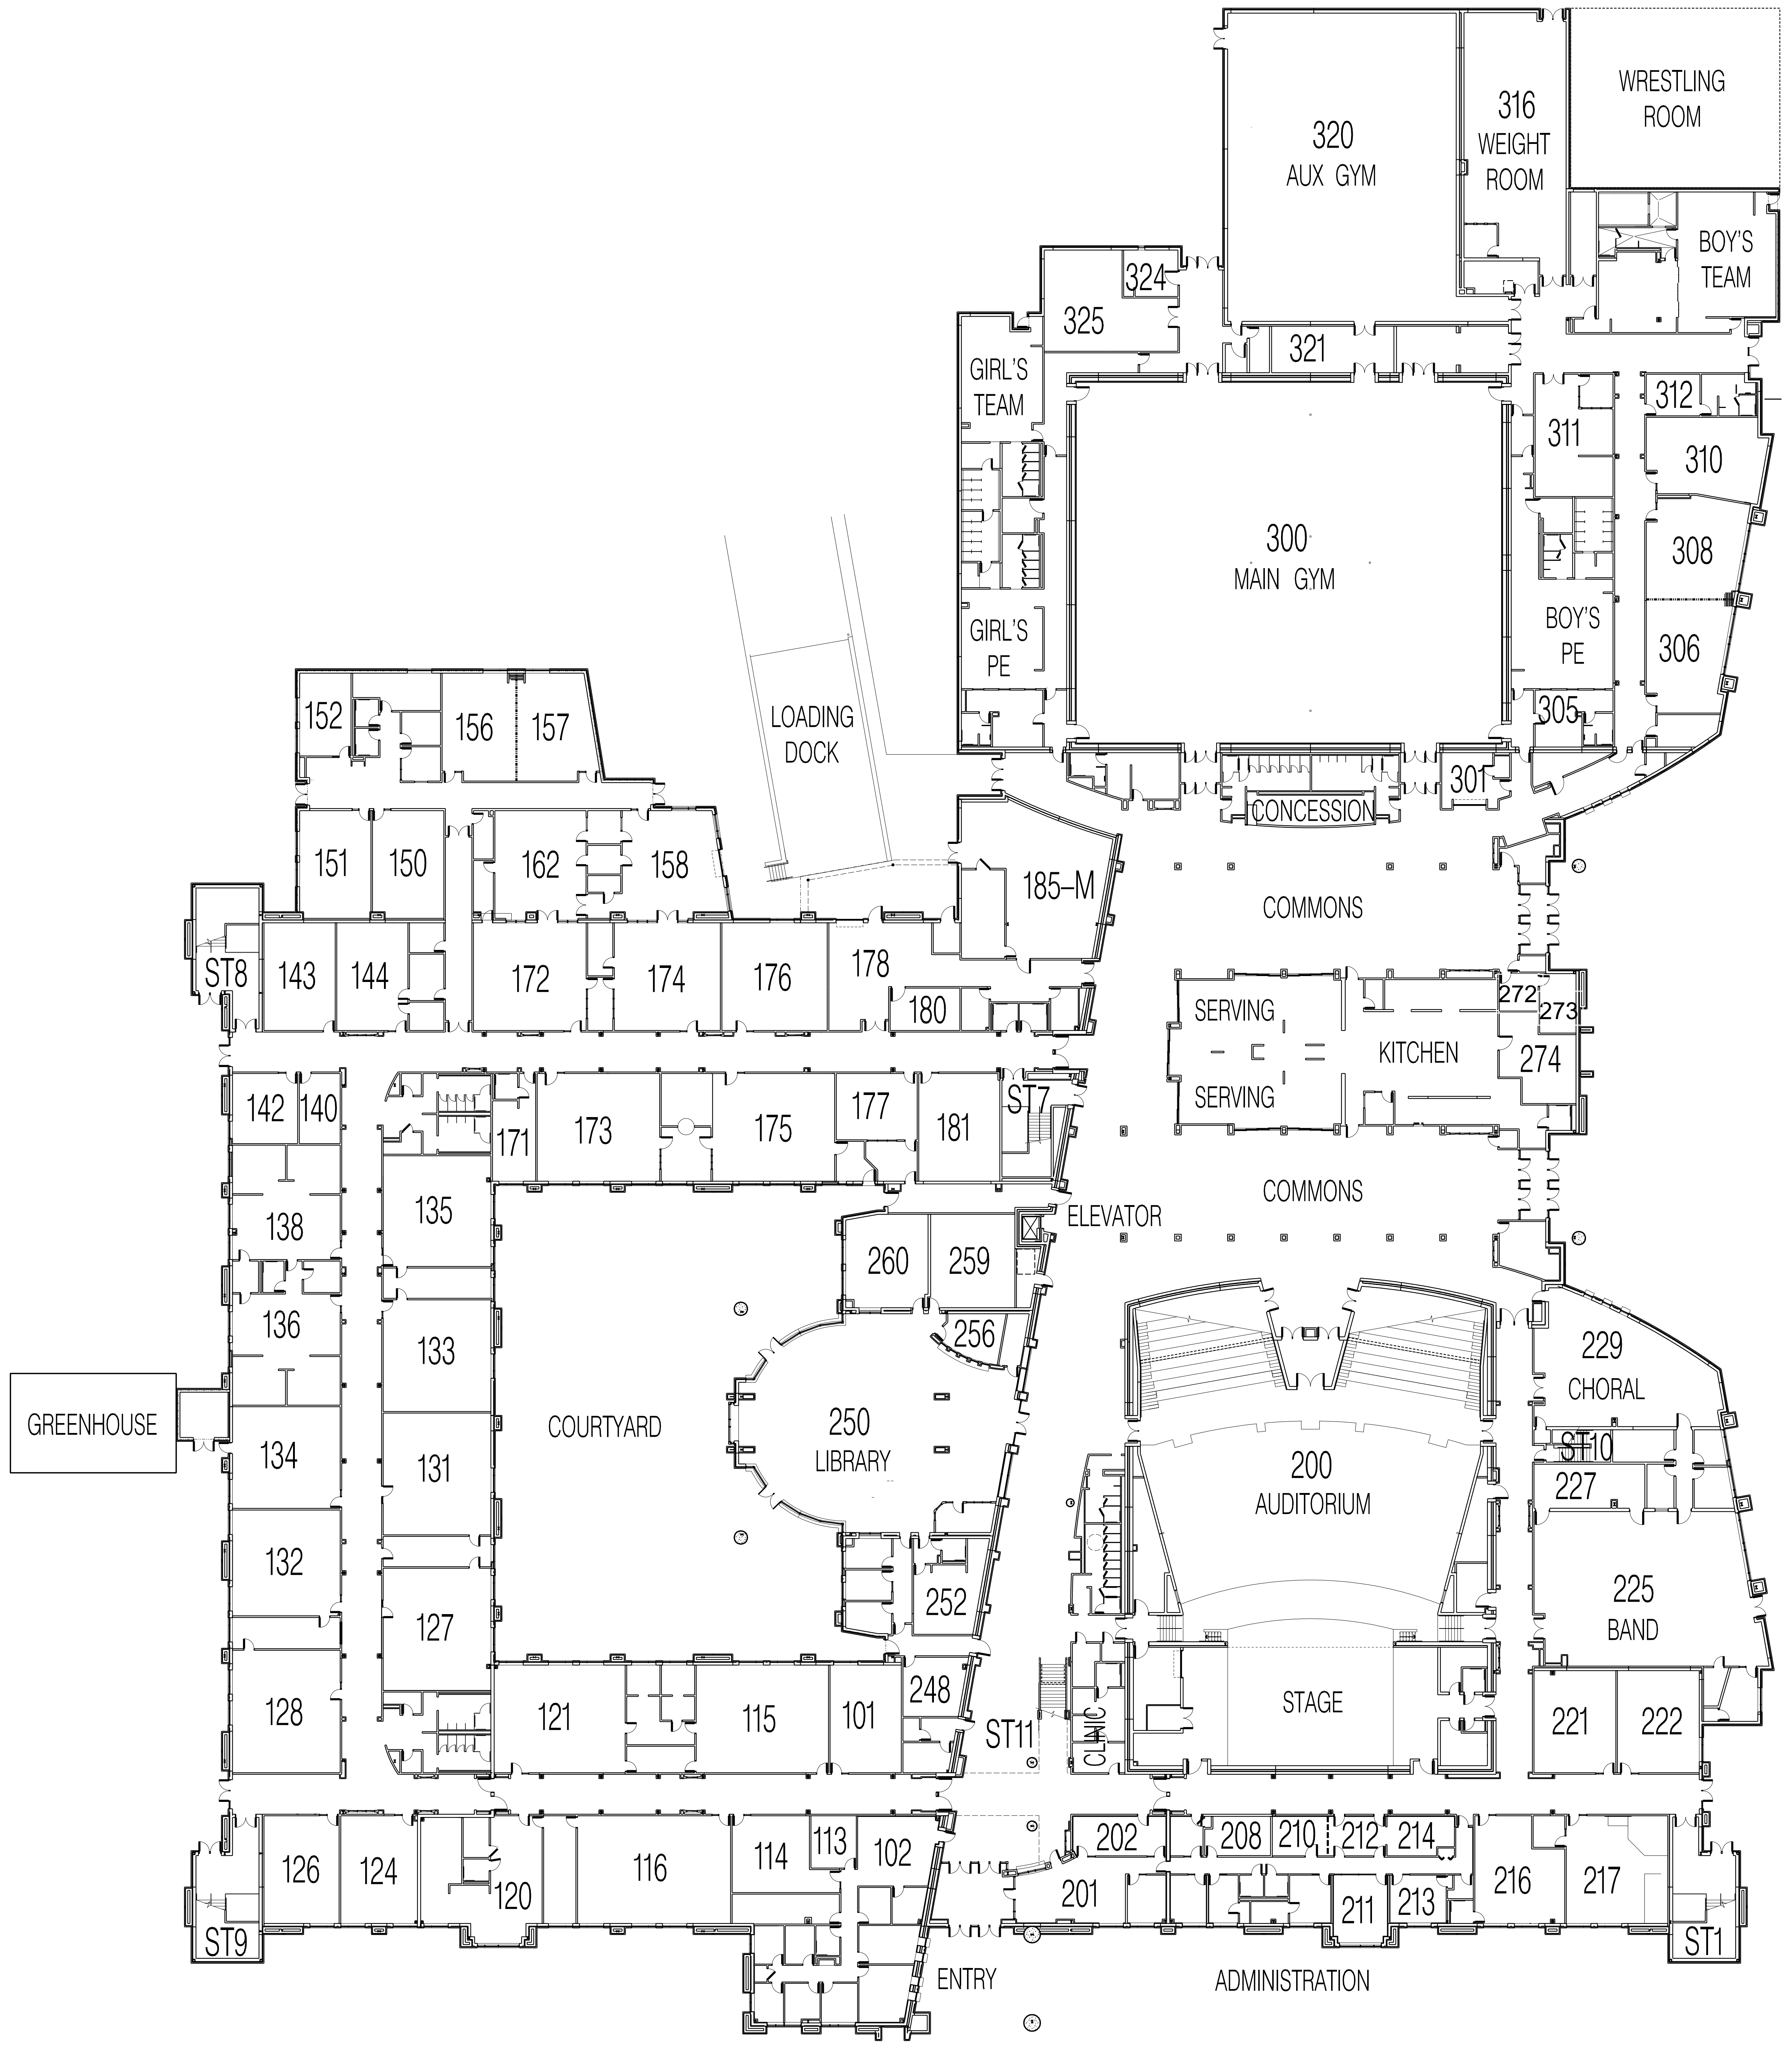 WRESTLING
ROOM
320
AUX GYM
316
WEIGHT
ROOM
BOY'S
TEAM
324
325
321
GIRL'S
TEAM
312
311
310
300
MAIN GYM
308
GIRL'S
PE
BOY'S
PE
306
305
301
CONCESSION
LOADING
DOCK
152
156
157
151
150
162
158
185-M
COMMONS
ST8
143
144
172
174
176
178
180
SERVING
SERVING
KITCHEN
272
273
274
142
140
171
173
175
177
181
ST7
COMMONS
ELEVATOR
138
135
260
259
256
136
133
229
CHORAL
GREENHOUSE
COURTYARD
250
LIBRARY
134
131
200
AUDITORIUM
ST10
227
132
127
252
225
BAND
128
121
115
101
248
ST11
CLINIC
STAGE
221
222
126
124
120
116
114
113
102
202
208
210
212
214
201
211
213
216
217
ST9
ST1
ENTRY
ADMINISTRATION